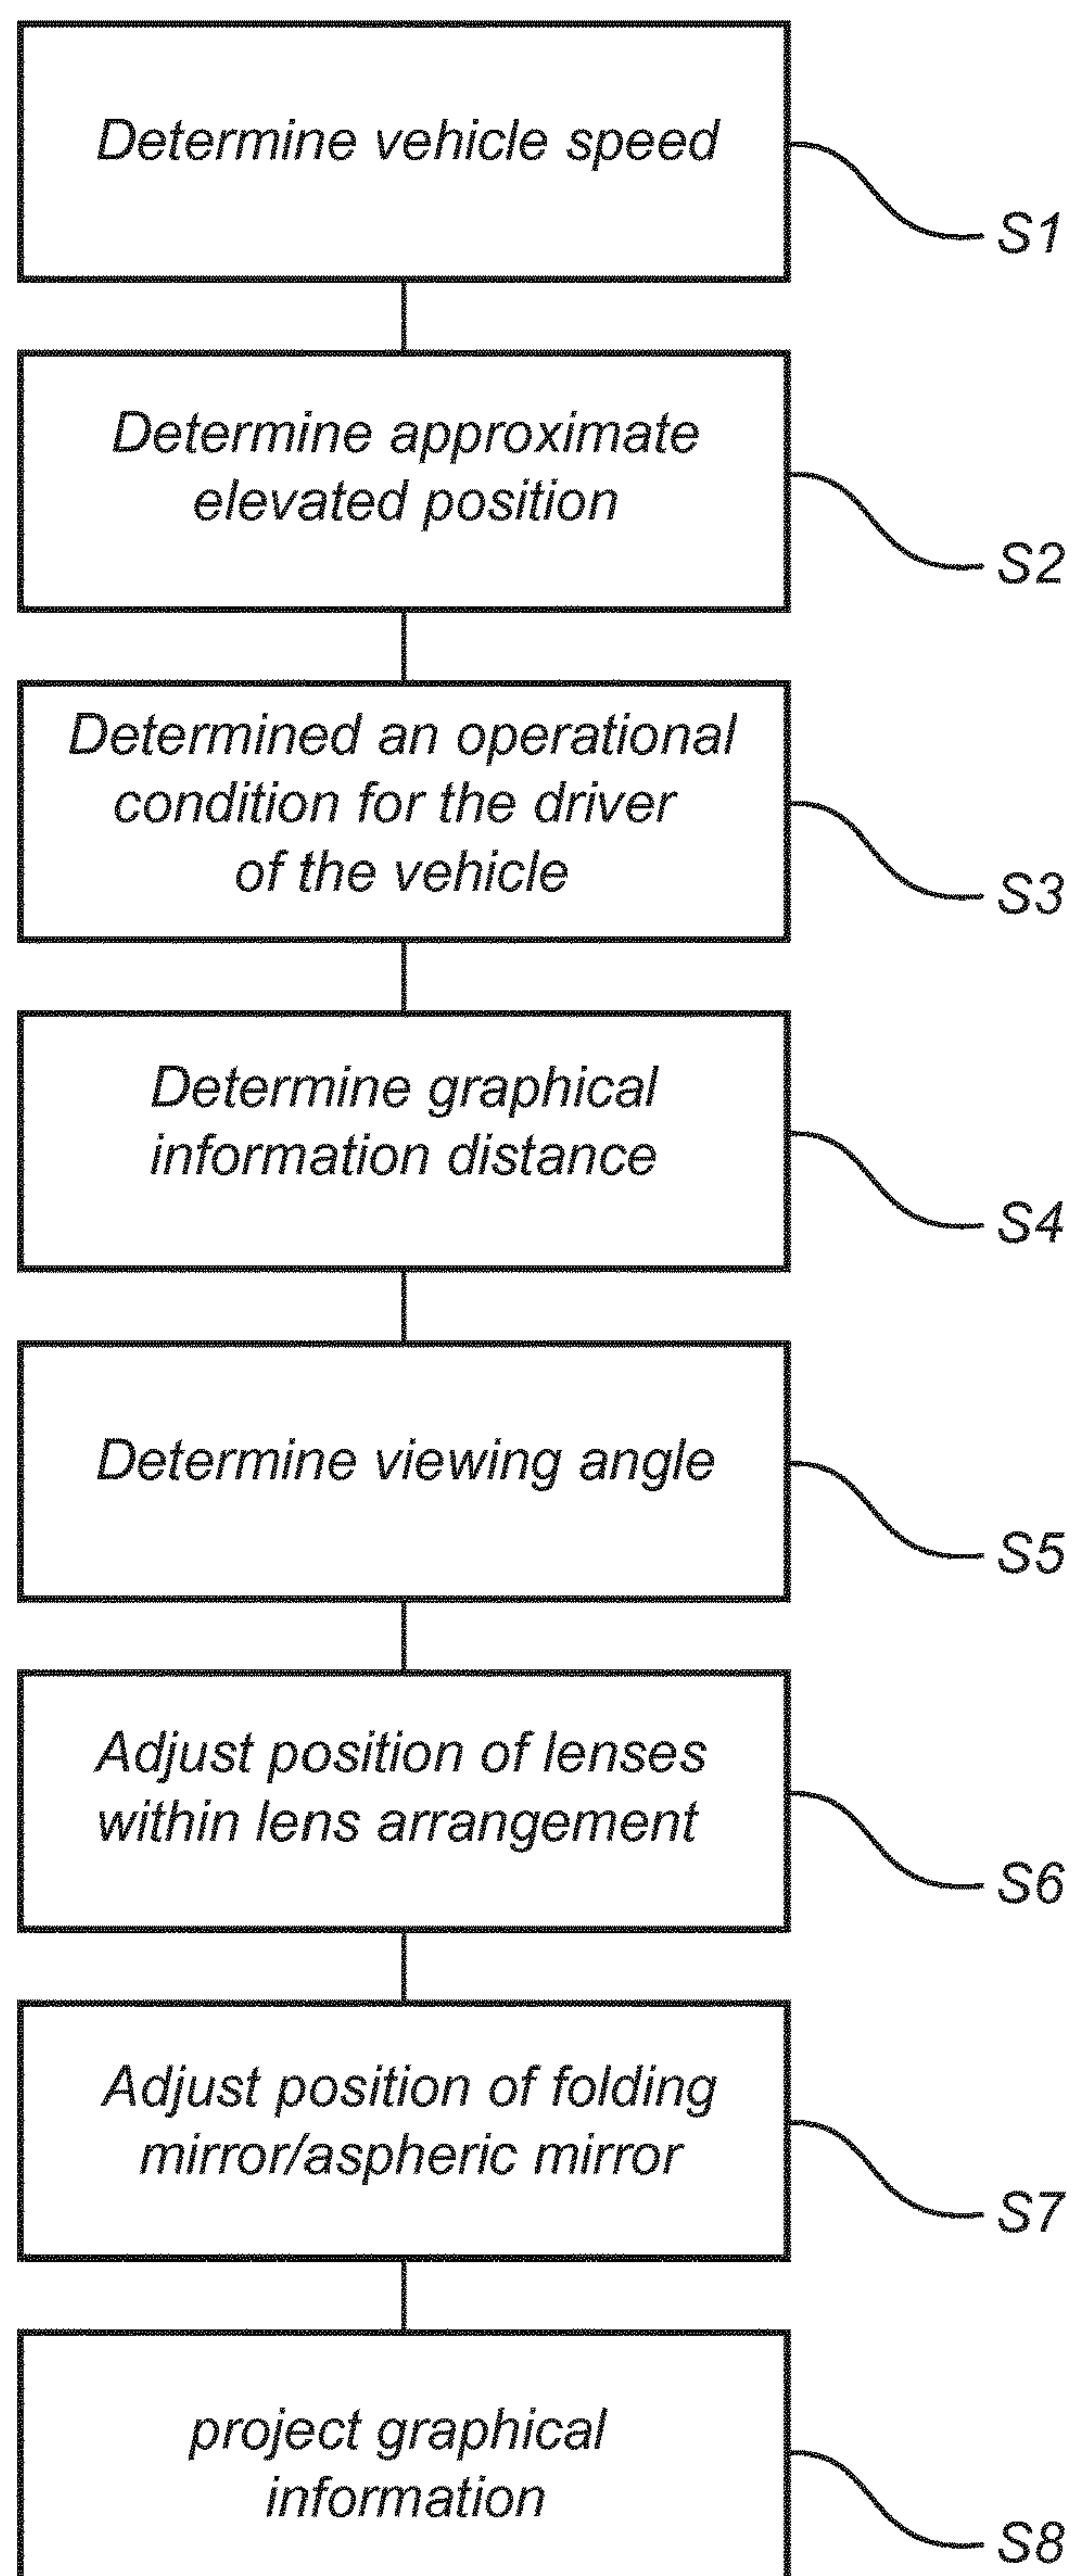 Determine vehicle speed
S1
Determine approximate
elevated position
S2
Determined an operational
condition for the driver
of the vehicle
S3
Determine graphical
information distance
S4
Determine viewing angle
S5
Adjust position of lenses
within lens arrangement
S6
Adjust position of folding
mirror/aspheric mirror
S7
project graphical
information
S8